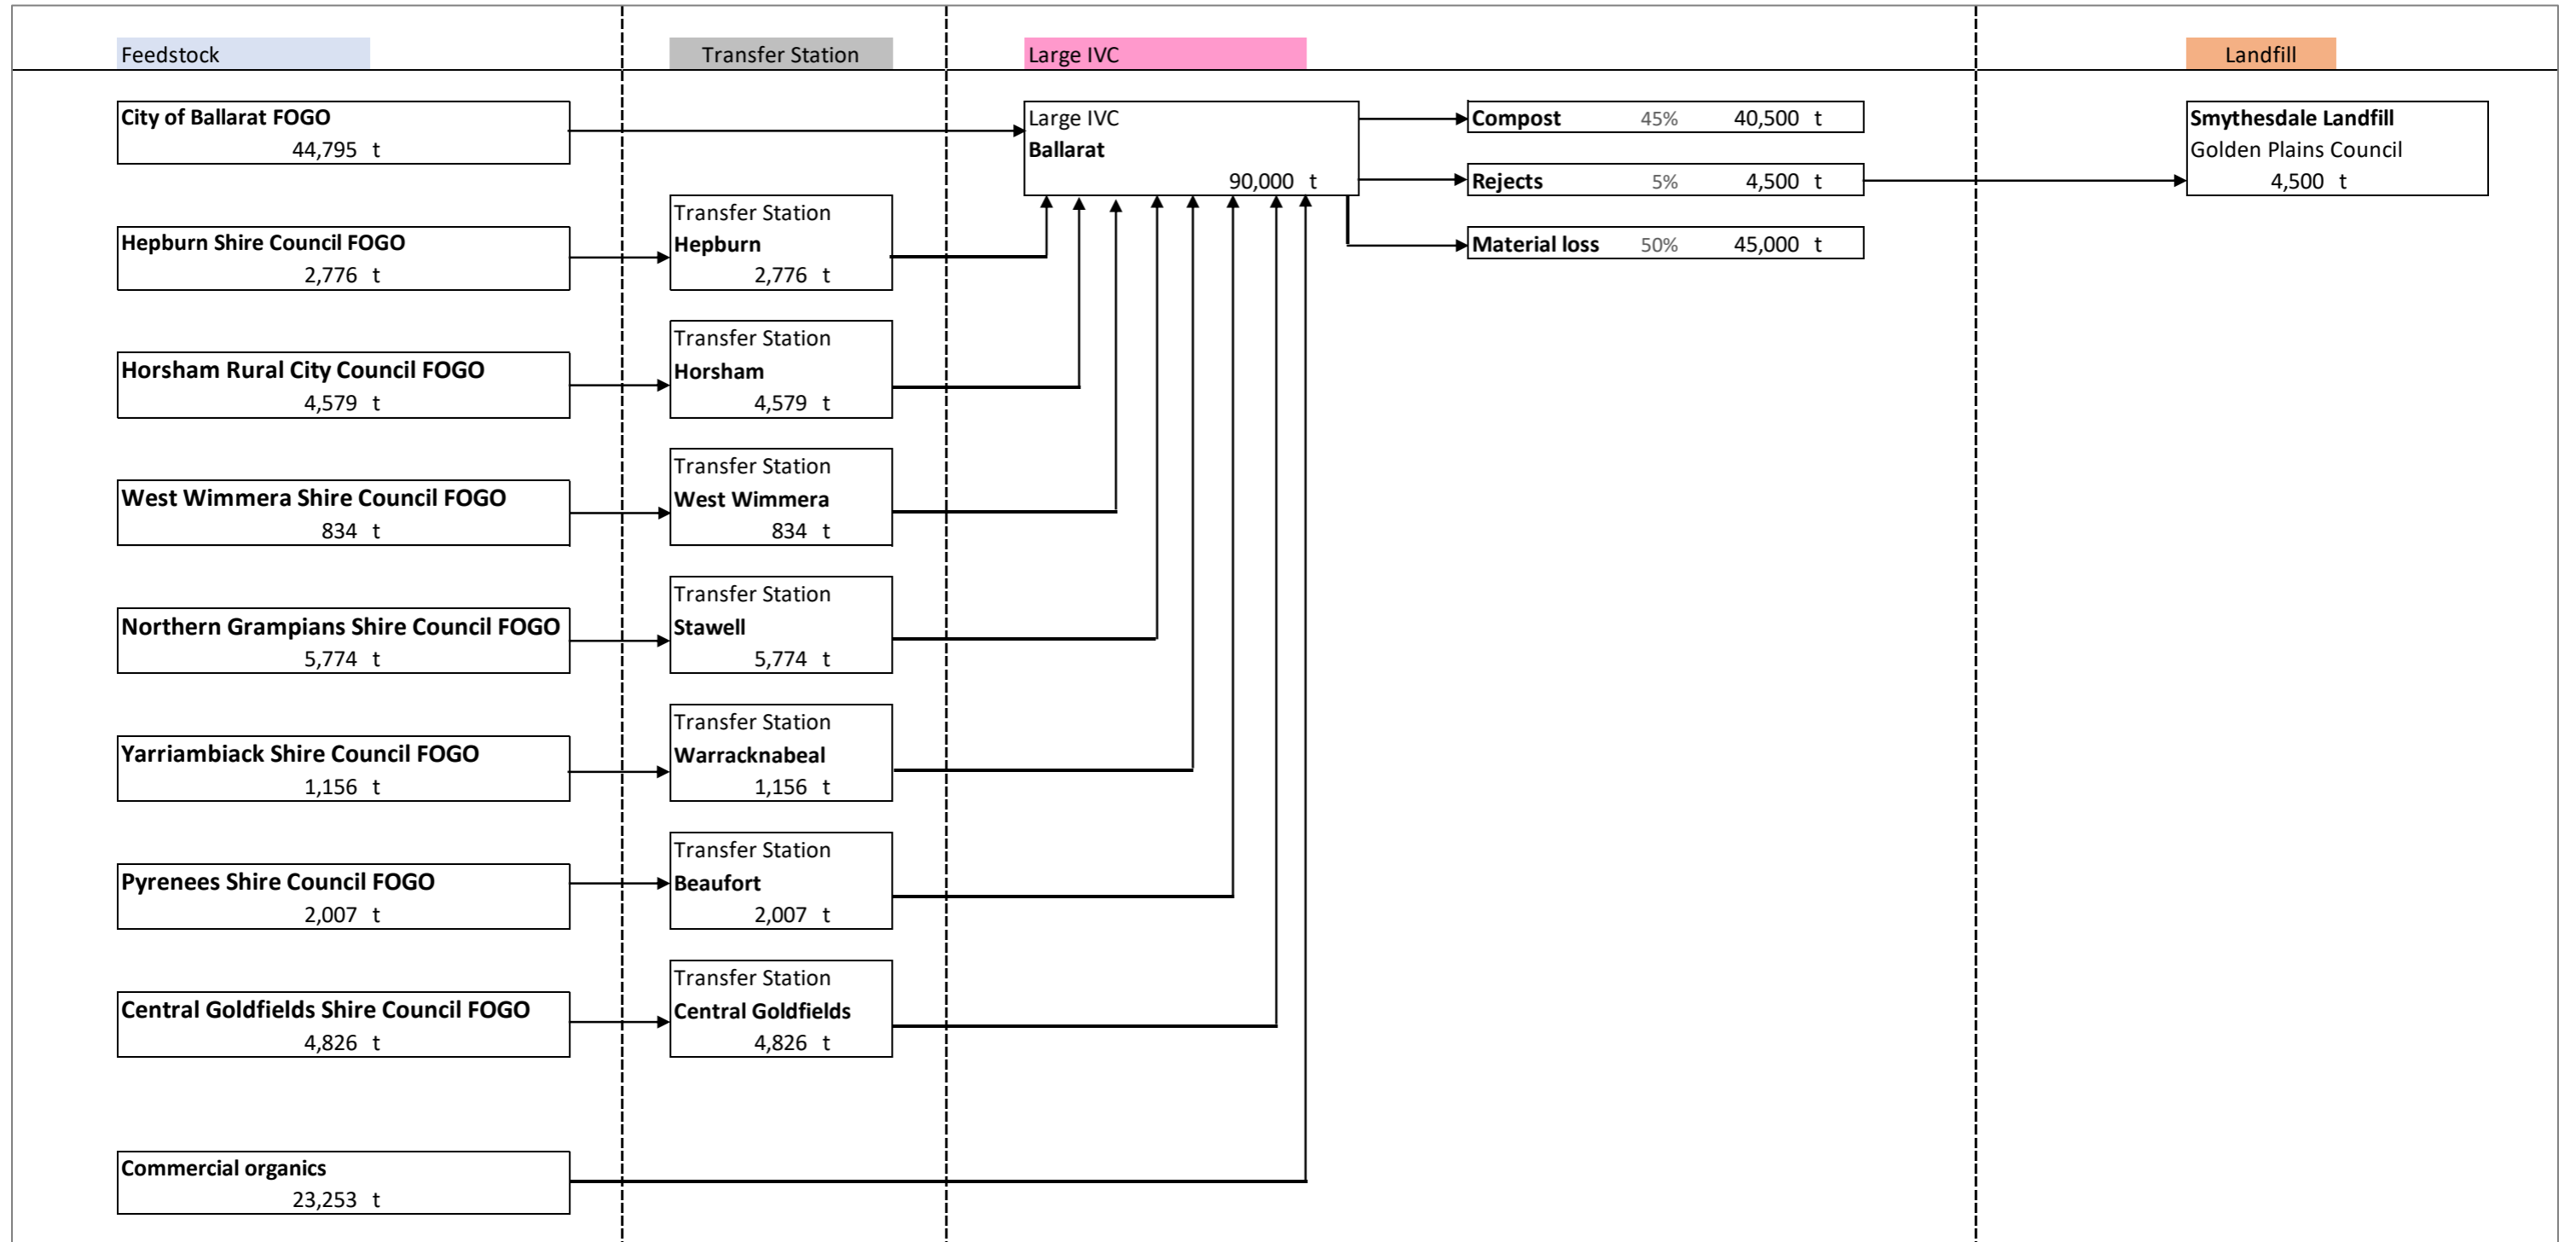 Feedstock
Transfer Station
Large IVC
Landfill
City of Ballarat FOGO
44,795 t
Large IVC
Ballarat
90,000 t
Compost 45% 40,500 t
Rejects 5% 4,500 t
Material loss 50% 45,000 t
Smythesdale Landfill
Golden Plains Council
4,500 t
Hepburn Shire Council FOGO
2,776 t
Transfer Station
Hepburn
2,776 t
Horsham Rural City Council FOGO
4,579 t
Transfer Station
Horsham
4,579 t
West Wimmera Shire Council FOGO
834 t
Transfer Station
West Wimmera
834 t
Northern Grampians Shire Council FOGO
5,774 t
Transfer Station
Stawell
5,774 t
Yarriambiack Shire Council FOGO
1,156 t
Transfer Station
Warracknabeal
1,156 t
Pyrenees Shire Council FOGO
2,007 t
Transfer Station
Beaufort
2,007 t
Central Goldfields Shire Council FOGO
4,826 t
Transfer Station
Central Goldfields
4,826 t
Commercial organics
23,253 t